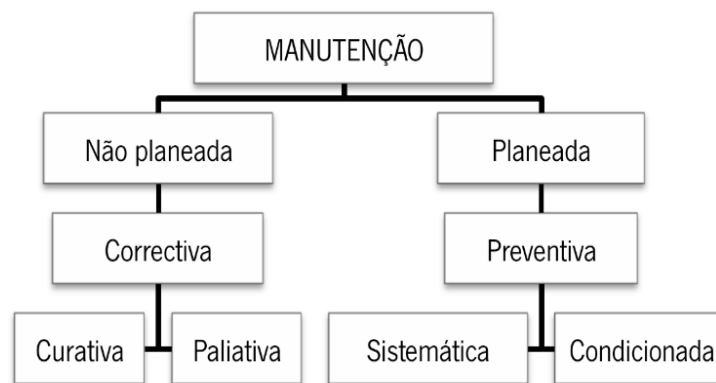 MANUTENÇÃO
Não planeada
Planeada
Correctiva
Preventiva
Curativa
Paliativa
Sistemática
Condicionada